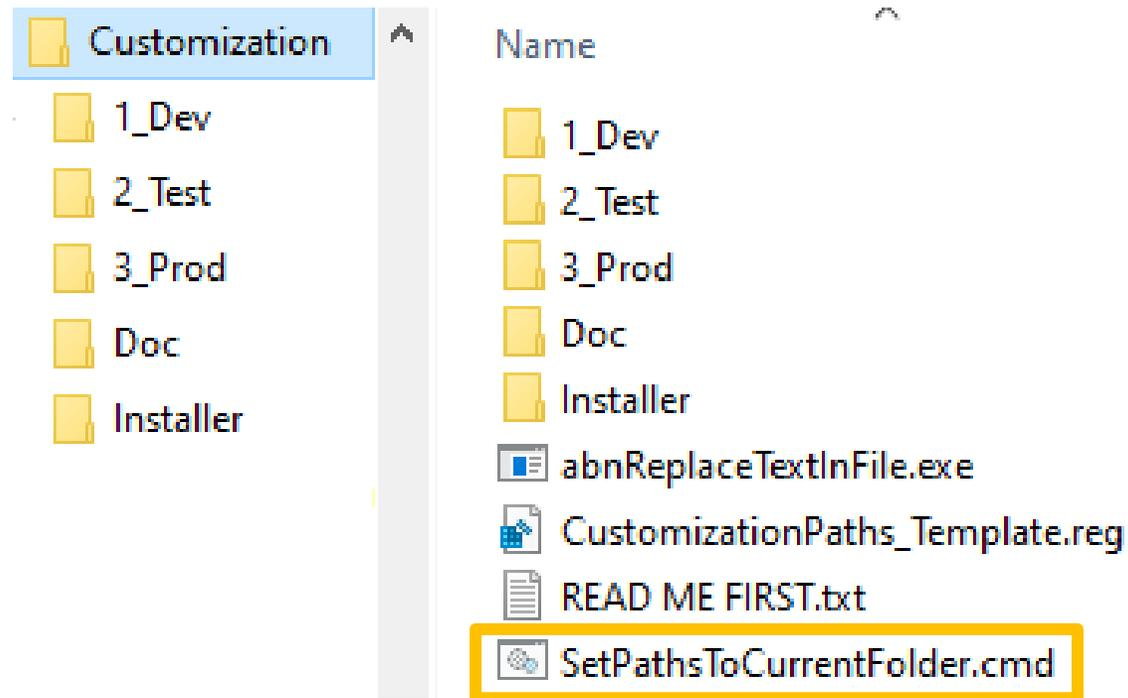 Customization
1_Dev
2_Test
3_Prod
Doc
Installer
Name
1_Dev
2_Test
3_Prod
Doc
Installer
abnReplaceTextInFile.exe
CustomizationPaths_Template.reg
READ ME FIRST.txt
SetPathsToCurrentFolder.cmd